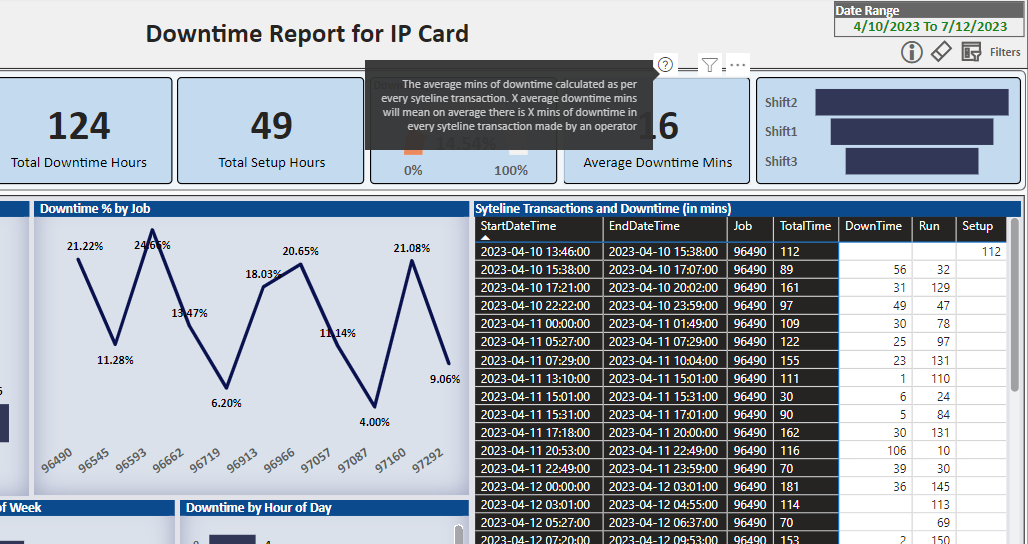 Date Range
4/10/2023 To 7/12/2023
Downtime Report for IP Card
Filters
The average mins of downtime calculated as per
every syteline transaction. X average downtime mins
will mean on average there is X mins of downtime in
every syteline transaction made by an operator
124
Total Downtime Hours
49
Total Setup Hours
14.54%
0% 100%
16
Average Downtime Mins
Shift2
Shift1
Shift3
Downtime % by Job
21.22%
11.28%
24.66%
13.47%
6.20%
18.03%
20.65%
11.14%
4.00%
21.08%
9.06%
96490 96545 96593 96662 96719 96913 96966 97057 97087 97160 97292
Syteline Transactions and Downtime (in mins)
StartDateTime EndDateTime Job TotalTime DownTime Run Setup
2023-04-10 13:46:00 2023-04-10 15:38:00 96490 112 112
2023-04-10 15:38:00 2023-04-10 17:07:00 96490 89 56 32
2023-04-10 17:21:00 2023-04-10 20:02:00 96490 161 31 129
2023-04-10 22:22:00 2023-04-10 23:59:00 96490 97 49 47
2023-04-11 00:00:00 2023-04-11 01:49:00 96490 109 30 78
2023-04-11 05:27:00 2023-04-11 07:29:00 96490 122 25 97
2023-04-11 07:29:00 2023-04-11 10:04:00 96490 155 23 131
2023-04-11 13:10:00 2023-04-11 15:01:00 96490 111 1 110
2023-04-11 15:01:00 2023-04-11 15:31:00 96490 30 6 24
2023-04-11 15:31:00 2023-04-11 17:01:00 96490 90 5 84
2023-04-11 17:18:00 2023-04-11 20:00:00 96490 162 30 131
2023-04-11 20:53:00 2023-04-11 22:49:00 96490 116 106 10
2023-04-11 22:49:00 2023-04-11 23:59:00 96490 70 39 30
2023-04-12 00:00:00 2023-04-12 03:01:00 96490 181 36 145
2023-04-12 03:01:00 2023-04-12 04:55:00 96490 114 113
2023-04-12 05:27:00 2023-04-12 06:37:00 96490 70 69
2023-04-12 07:20:00 2023-04-12 09:53:00 96490 153 2 150
of Week
Downtime by Hour of Day